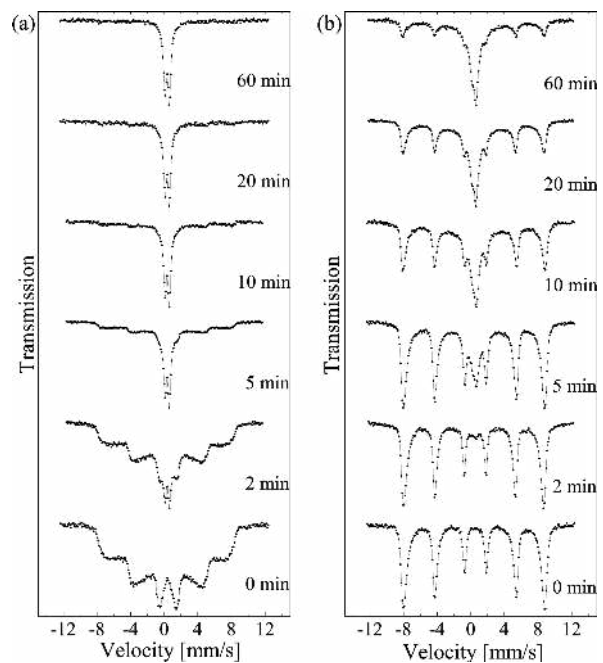 (a)
60 min
20 min
10 min
5 min
2 min
0 min
Transmission
-12 -8 -4 0 4 8 12
Velocity [mm/s]
(b)
60 min
20 min
10 min
5 min
2 min
0 min
Transmission
-12 -8 -4 0 4 8 12
Velocity [mm/s]